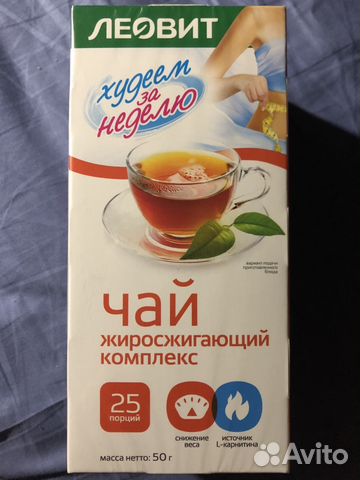 ЛЕОВИТ
худеем
за
неделю
вариант подачи
приготовленного
блюда
чай
жиросжигающий
комплекс
25
порций
снижение
веса
источник
L-карнитина
масса нетто: 50 г
Avito